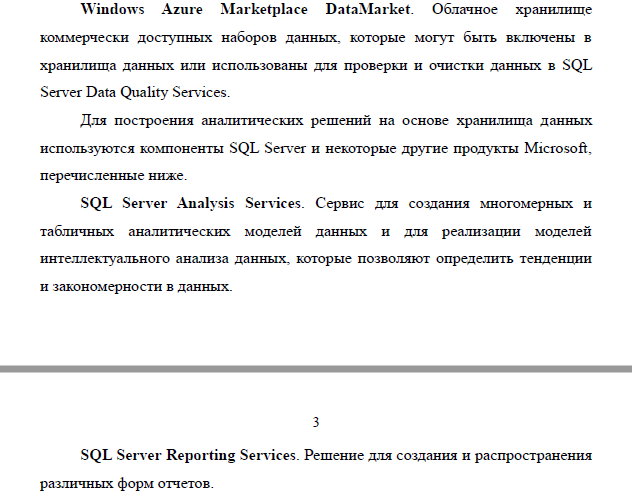 Windows Azure Marketplace DataMarket. Облачное хранилище
коммерчески доступных наборов данных, которые могут быть включены в
хранилища данных или использованы для проверки и очистки данных в SQL
Server Data Quality Services.
Для построения аналитических решений на основе хранилища данных
используются компоненты SQL Server и некоторые другие продукты Microsoft,
перечисленные ниже.
SQL Server Analysis Services. Сервис для создания многомерных и
табличных аналитических моделей данных и для реализации моделей
интеллектуального анализа данных, которые позволяют определить тенденции
и закономерности в данных.
3
SQL Server Reporting Services. Решение для создания и распространения
различных форм отчетов.